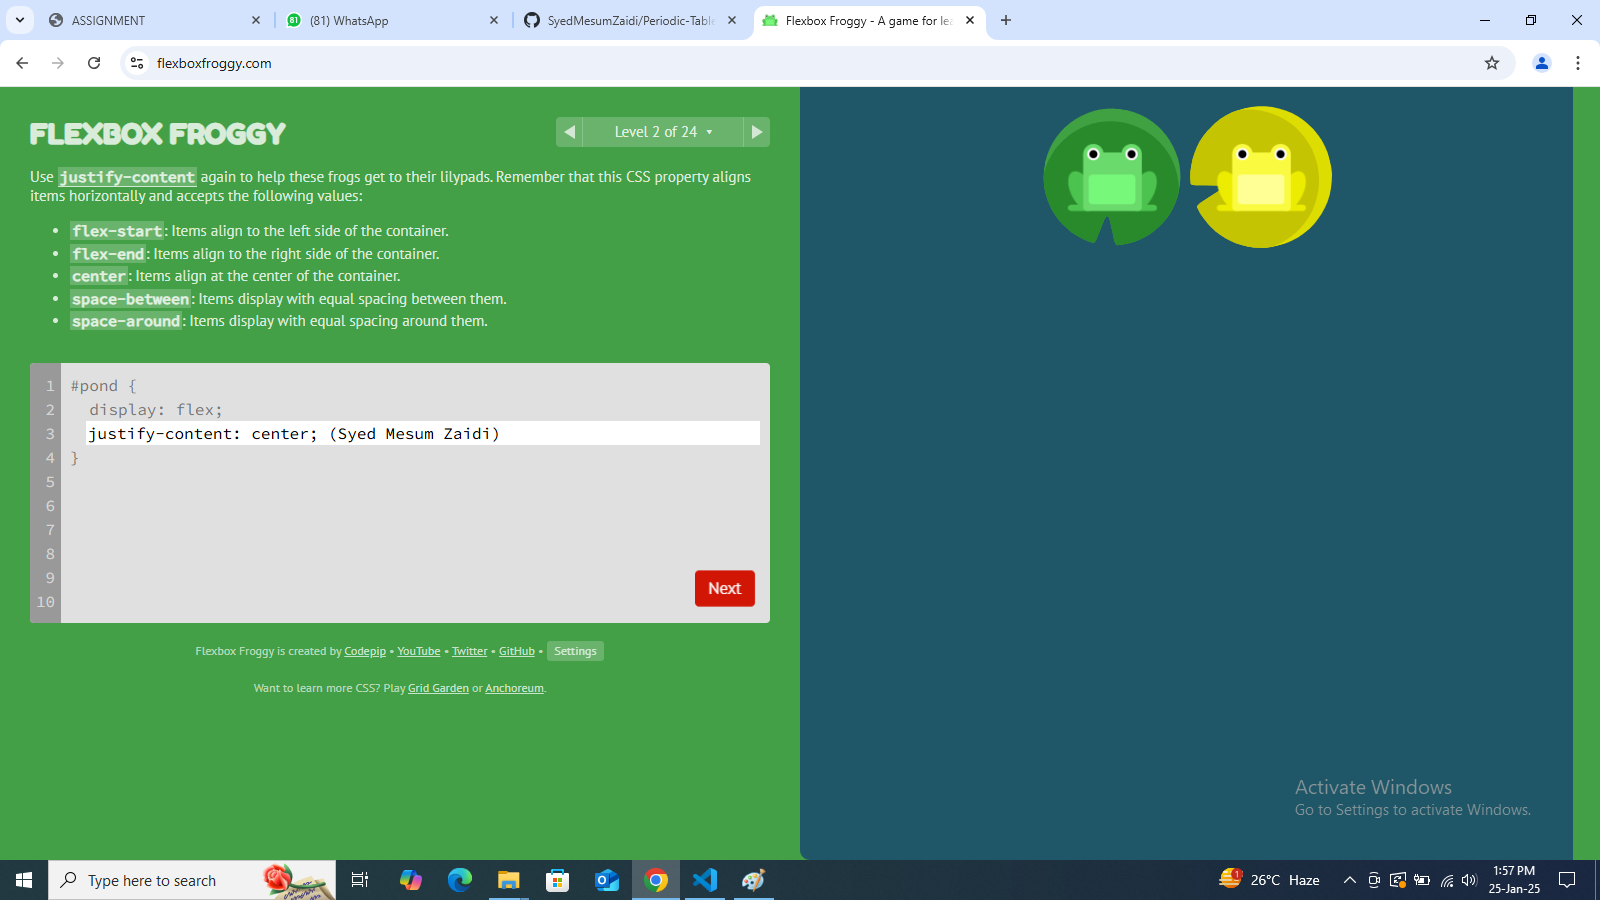 ASSIGNMENT
(81) WhatsApp
SyedMesumZaidi/Periodic-Table
Flexbox Froggy - A game for lea
flexboxfroggy.com
FLEXBOX FROGGY
Level 2 of 24 ▾
Use justify-content again to help these frogs get to their lilypads. Remember that this CSS property aligns
items horizontally and accepts the following values:
• flex-start: Items align to the left side of the container.
• flex-end: Items align to the right side of the container.
• center: Items align at the center of the container.
• space-between: Items display with equal spacing between them.
• space-around: Items display with equal spacing around them.
1 #pond {
2 display: flex;
3 justify-content: center; (Syed Mesum Zaidi)
4 }
5
6
7
8
9
10
Next
Flexbox Froggy is created by Codepip • YouTube • Twitter • GitHub • Settings
Want to learn more CSS? Play Grid Garden or Anchoreum.
Activate Windows
Go to Settings to activate Windows.
Type here to search
1
26°C Haze
1:57 PM
25-Jan-25